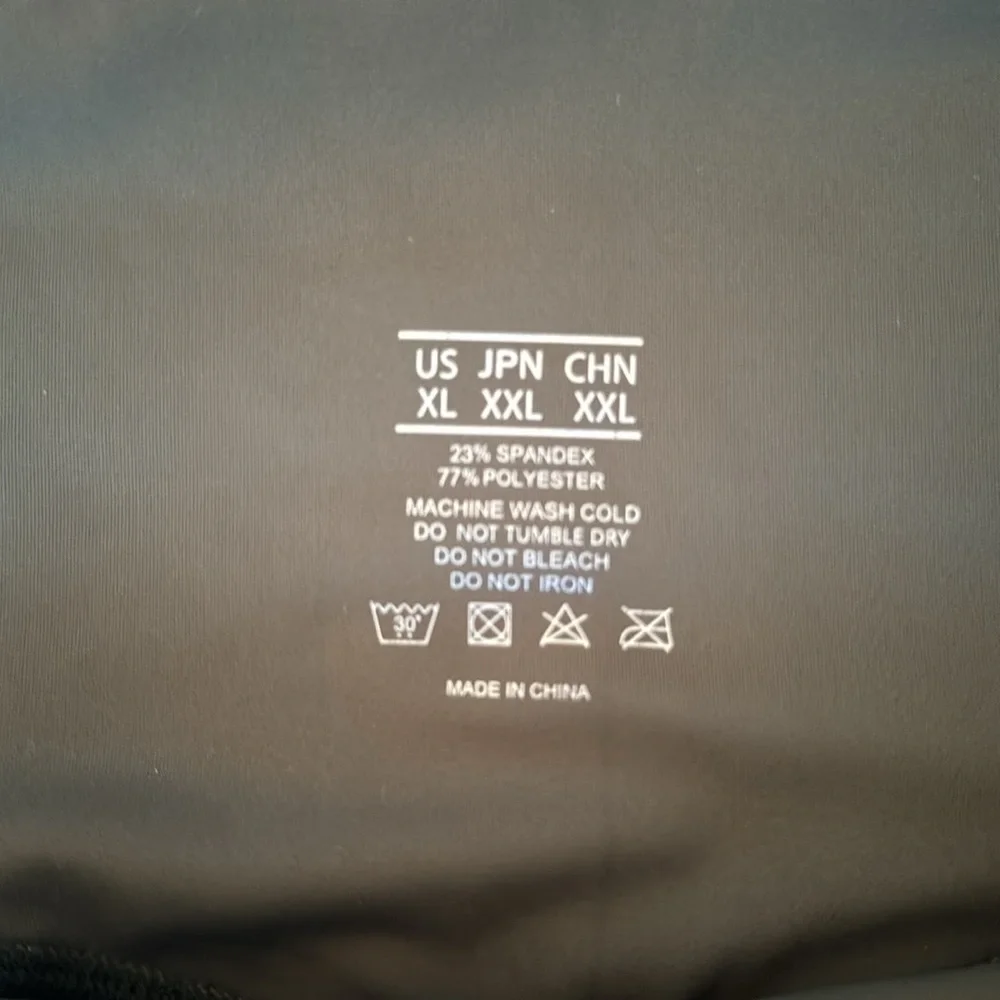 US JPN CHN
XL XXL XXL
23% SPANDEX
77% POLYESTER
MACHINE WASH COLD
DO NOT TUMBLE DRY
DO NOT BLEACH
DO NOT IRON
30°
MADE IN CHINA